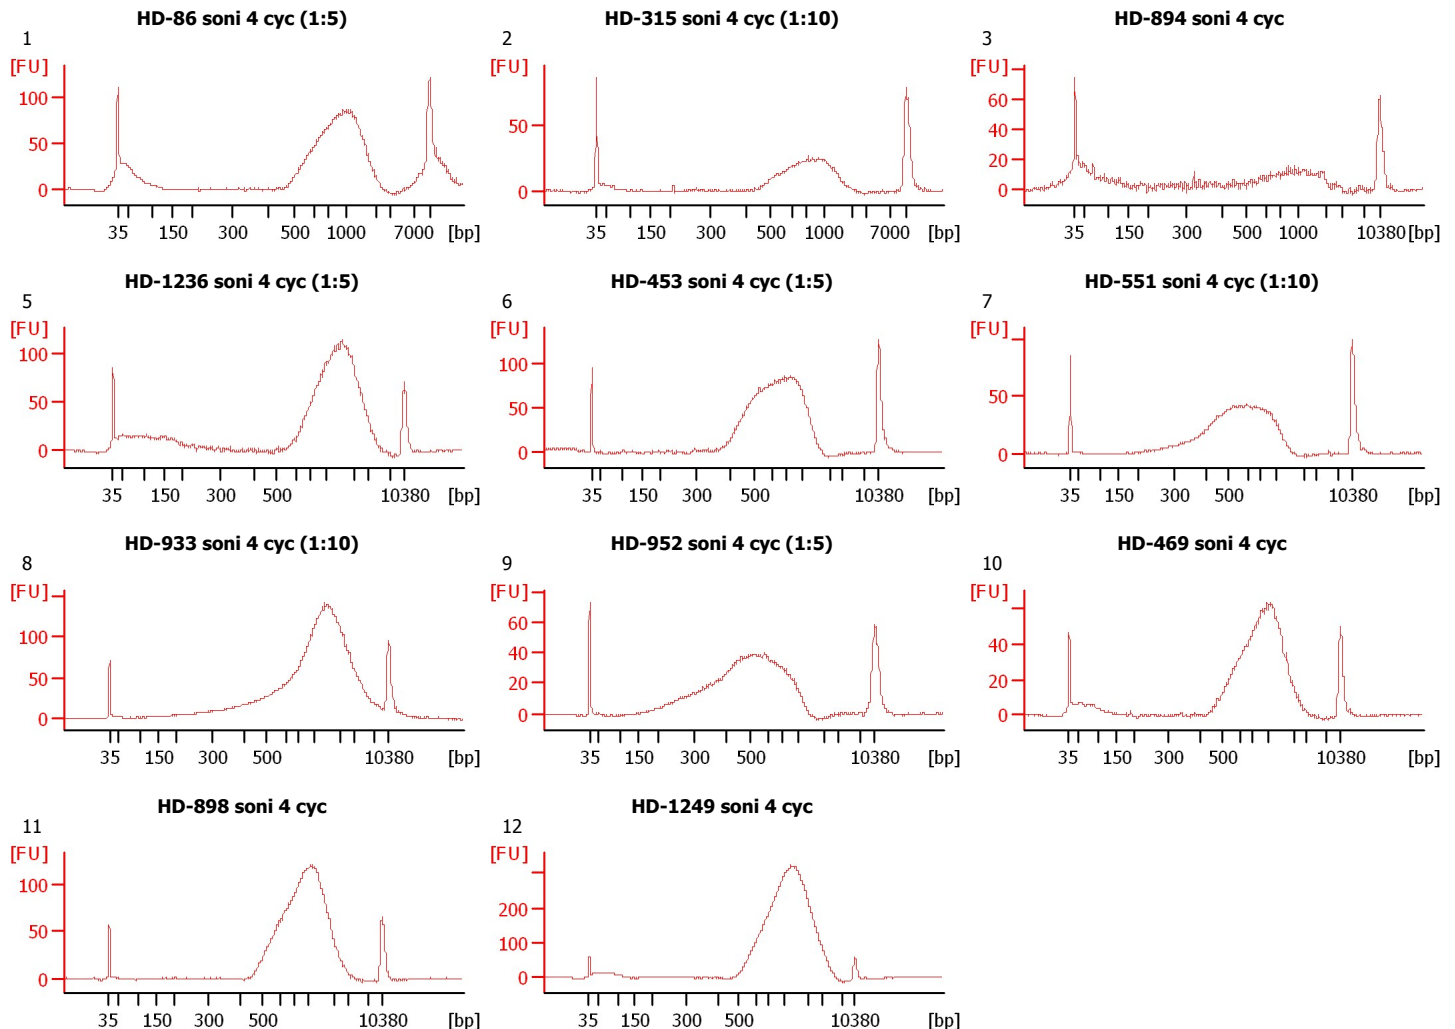 HD-86 soni 4 cyc (1:5)
1
[FU]
100
50
0
35 150 300 500 1000 7000 [bp]
HD-315 soni 4 cyc (1:10)
2
[FU]
50
0
35 150 300 500 1000 7000 [bp]
HD-894 soni 4 cyc
3
[FU]
60
40
20
0
35 150 300 500 1000 10380 [bp]
HD-1236 soni 4 cyc (1:5)
5
[FU]
100
50
0
35 150 300 500 10380 [bp]
HD-453 soni 4 cyc (1:5)
6
[FU]
100
50
0
35 150 300 500 10380 [bp]
HD-551 soni 4 cyc (1:10)
7
[FU]
50
0
35 150 300 500 10380 [bp]
HD-933 soni 4 cyc (1:10)
8
[FU]
100
50
0
35 150 300 500 10380 [bp]
HD-952 soni 4 cyc (1:5)
9
[FU]
60
40
20
0
35 150 300 500 10380 [bp]
HD-469 soni 4 cyc
10
[FU]
40
20
0
35 150 300 500 10380 [bp]
HD-898 soni 4 cyc
11
[FU]
100
50
0
35 150 300 500 10380 [bp]
HD-1249 soni 4 cyc
12
[FU]
200
100
0
35 150 300 500 10380 [bp]